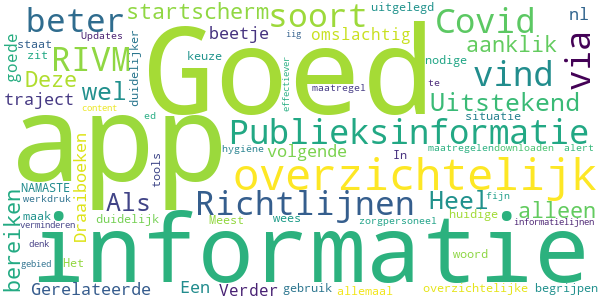 beter startscherm soort Covid uitgelegd nl
goede staat Updates RIVM beetje omslachtig aanklik via
zit Deze duidelijker wel keuze iig vind nodige
traject Goed effectiever maatregel Uitstekend te
app content ed tools Publieksinformatie situatie
NAMASTE Draaiboeken hygiëne volgende In maatregelen downloaden alert
werkdruk Als overzichtelijk
bereiken maak duidelijk Richtlijnen Heel alleen
verminderen Meest wees zorgpersoneel huidige fijn
denk informatie informatielijnen
gebied Het woord
Gerelateerde Een Verder gebruik allemaal overzichtelijke begrijpen